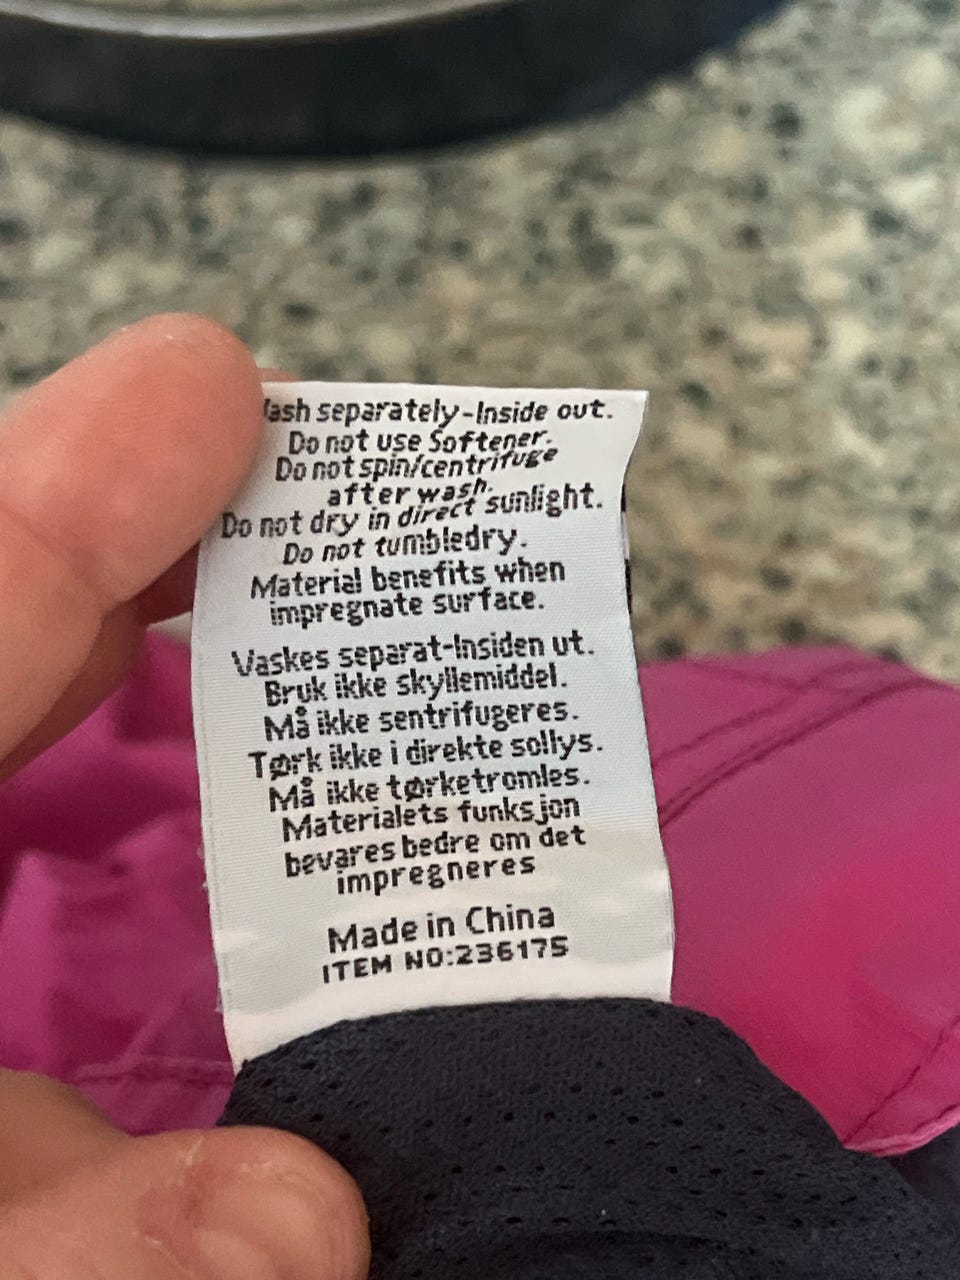 ash separately-Inside out.
Do not use Softener.
Do not spin/centrifuge
after wash.
Do not dry in direct sunlight.
Do not tumbledry.
Material benefits when
impregnate surface.
Vaskes separat-Insiden ut.
Bruk ikke skyllemiddel.
Må ikke sentrifugeres.
Tørk ikke i direkte sollys.
Må ikke tørketromles.
Materialets funksjon
bevares bedre om det
impregneres
Made in China
ITEM NO:236175